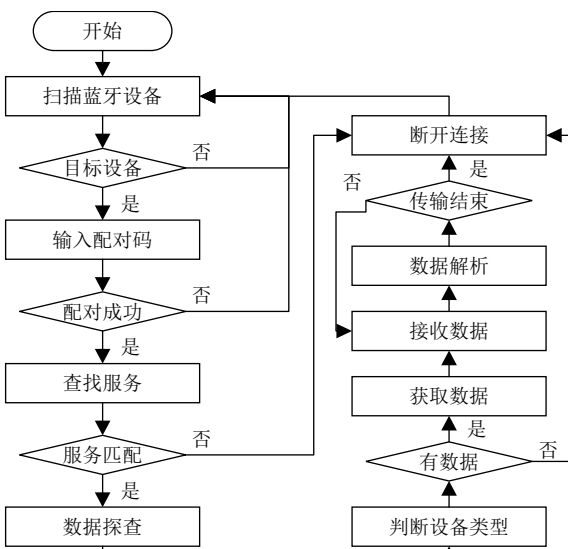 开始
扫描蓝牙设备
目标设备
否
是
输入配对码
配对成功
否
是
查找服务
服务匹配
否
是
数据探查
断开连接
是
否
传输结束
数据解析
接收数据
获取数据
是
有数据
否
判断设备类型